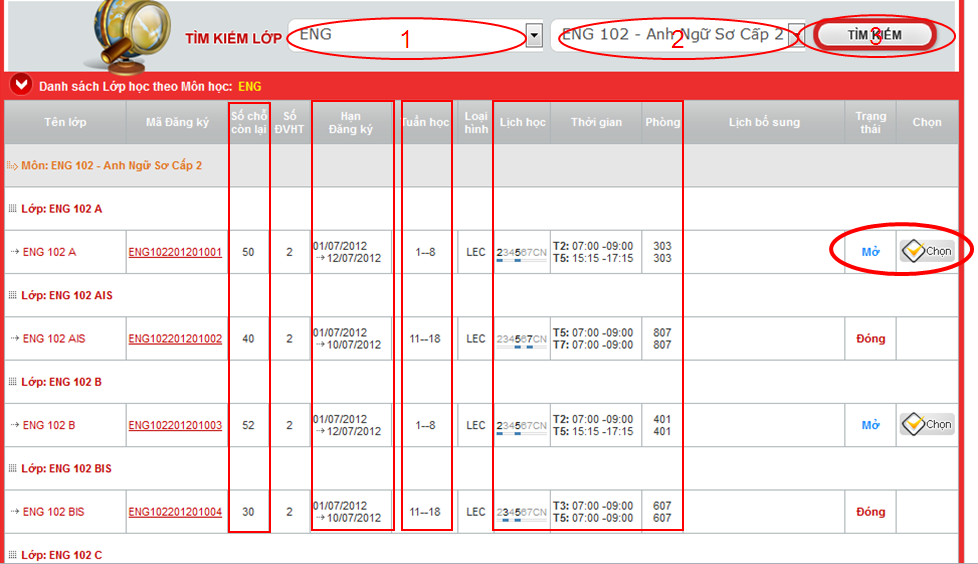 TÌM KIẾM LỚP ENG 1 ENG 102 - Anh Ngữ Sơ Cấp 2 2 TÌM KIẾM 3
Danh sách Lớp học theo Môn học: ENG
Tên lớp Mã Đăng ký Số chỗ còn lại Số ĐVHT Hạn Đăng ký Tuần học Loại hình Lịch học Thời gian Phòng Lịch bổ sung Trạng thái Chọn
Môn: ENG 102 - Anh Ngữ Sơ Cấp 2
Lớp: ENG 102 A
ENG 102 A ENG102201201001 50 2 01/07/2012 → 12/07/2012 1--8 LEC 234567CN T2: 07:00 -09:00 303 Mở Chọn
T5: 15:15 -17:15 303
Lớp: ENG 102 AIS
ENG 102 AIS ENG102201201002 40 2 01/07/2012 → 10/07/2012 11--18 LEC 234567CN T5: 07:00 -09:00 807 Đóng
T7: 07:00 -09:00 807
Lớp: ENG 102 B
ENG 102 B ENG102201201003 52 2 01/07/2012 → 12/07/2012 1--8 LEC 234567CN T2: 07:00 -09:00 401 Mở Chọn
T5: 15:15 -17:15 401
Lớp: ENG 102 BIS
ENG 102 BIS ENG102201201004 30 2 01/07/2012 → 10/07/2012 11--18 LEC 234567CN T3: 07:00 -09:00 607 Đóng
T5: 07:00 -09:00 607
Lớp: ENG 102 C